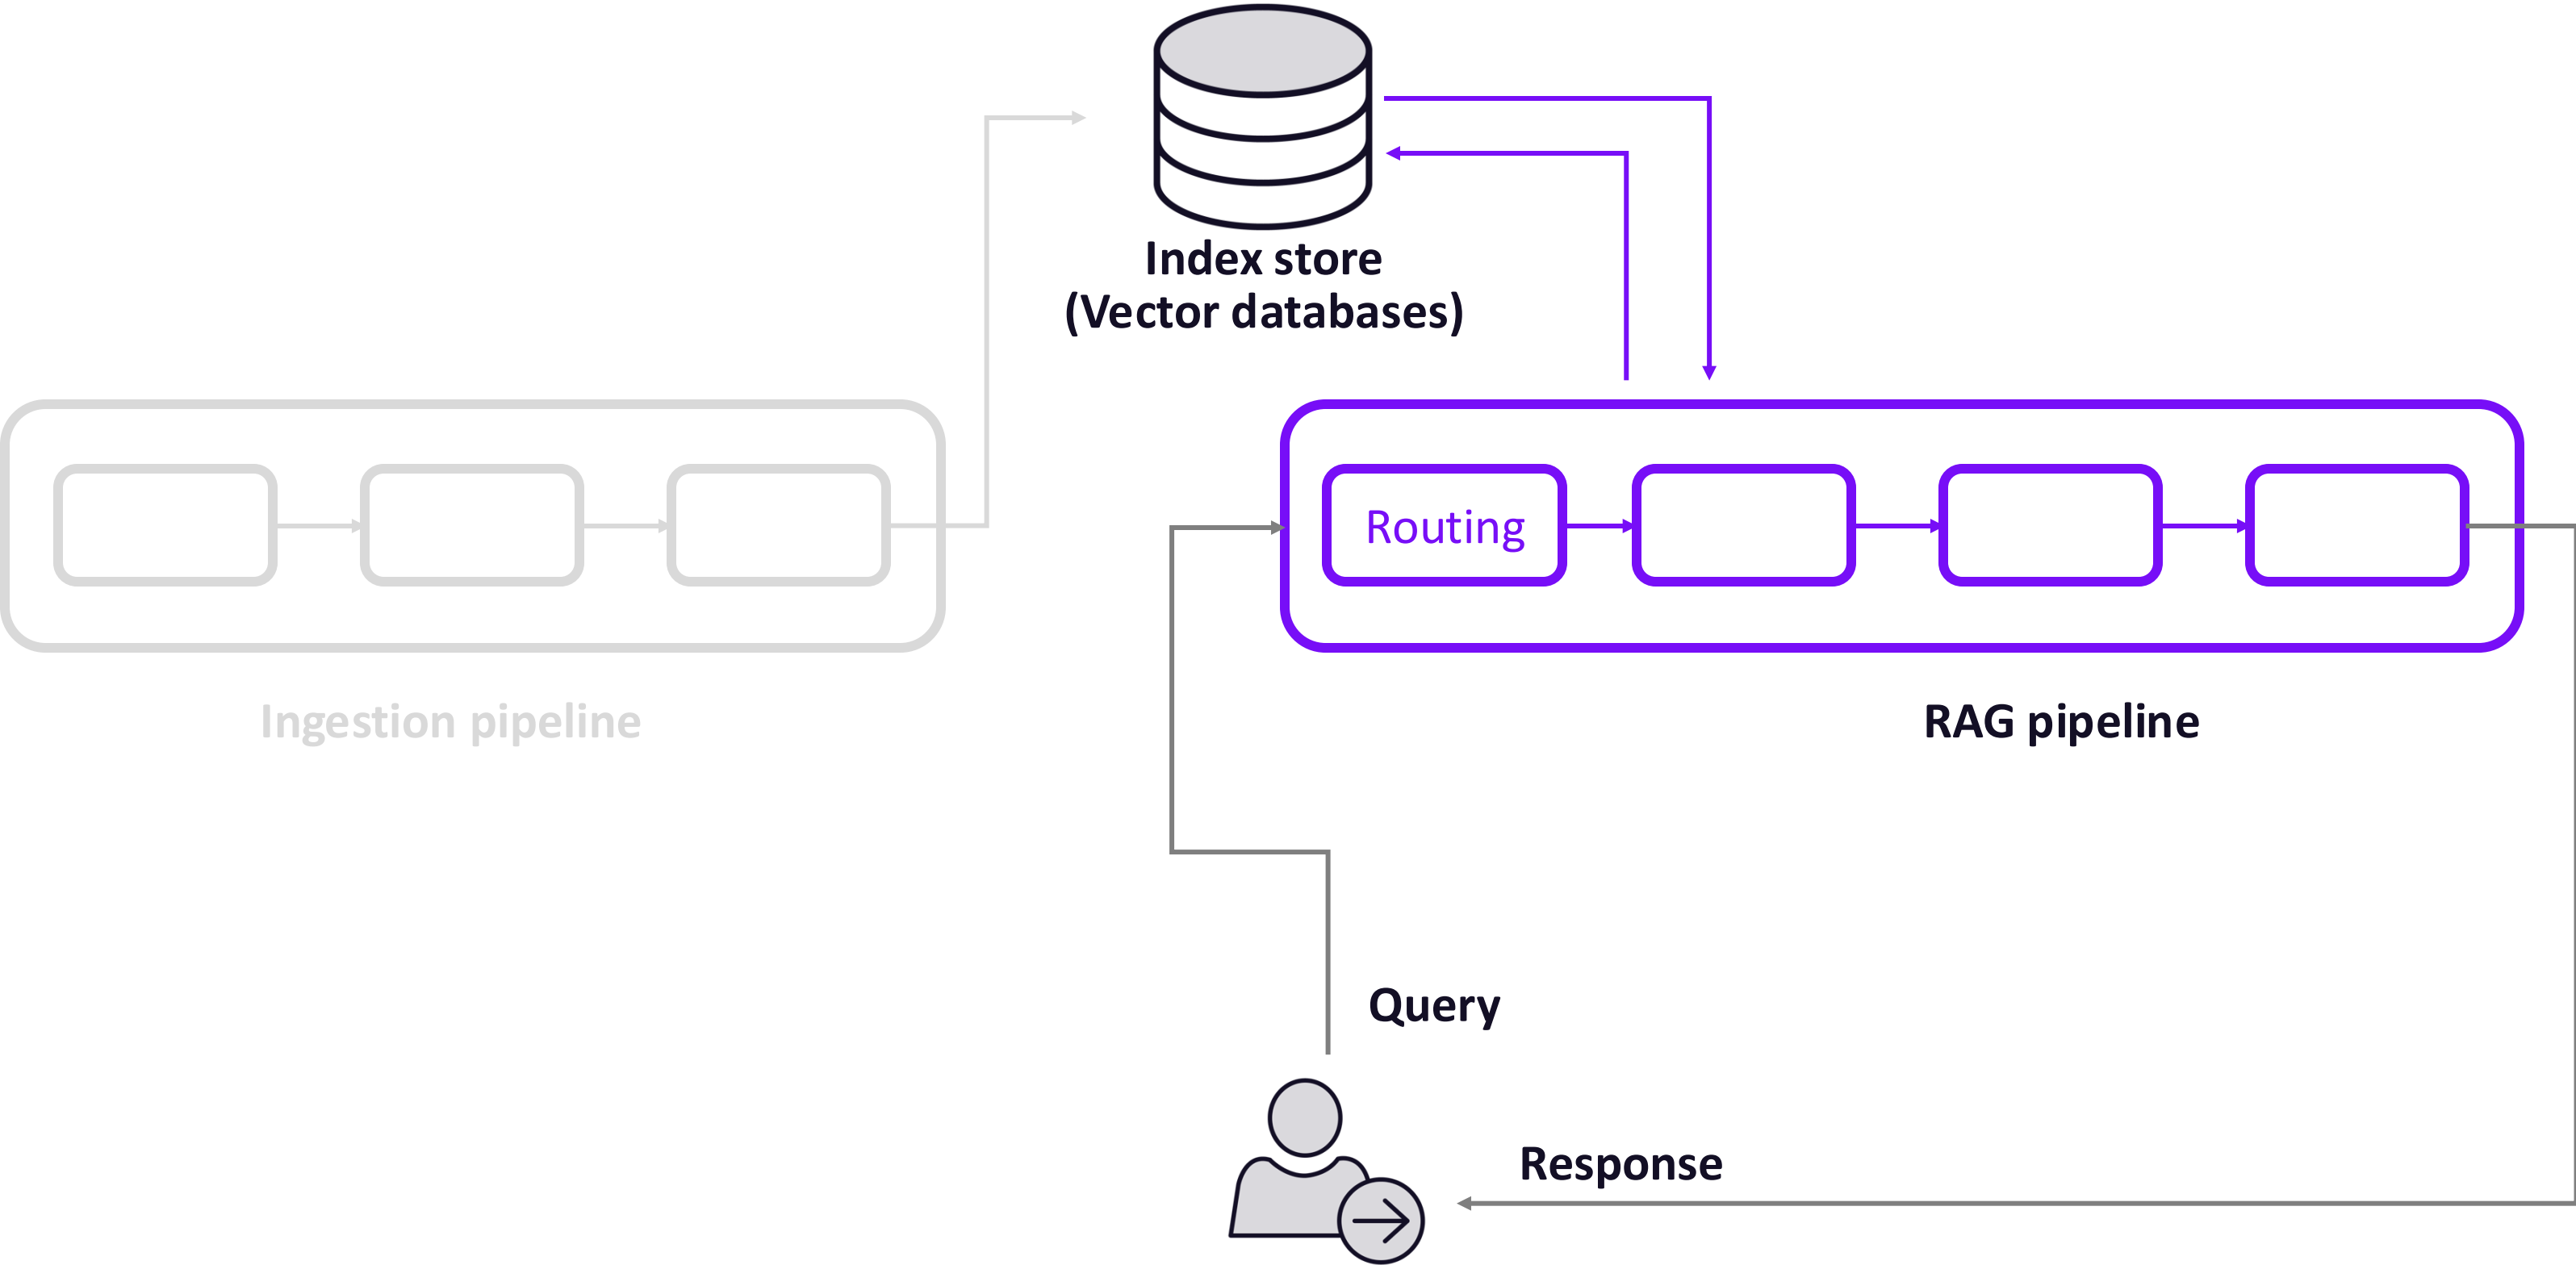 Index store
(Vector databases)
Routing
Ingestion pipeline
RAG pipeline
Query
Response